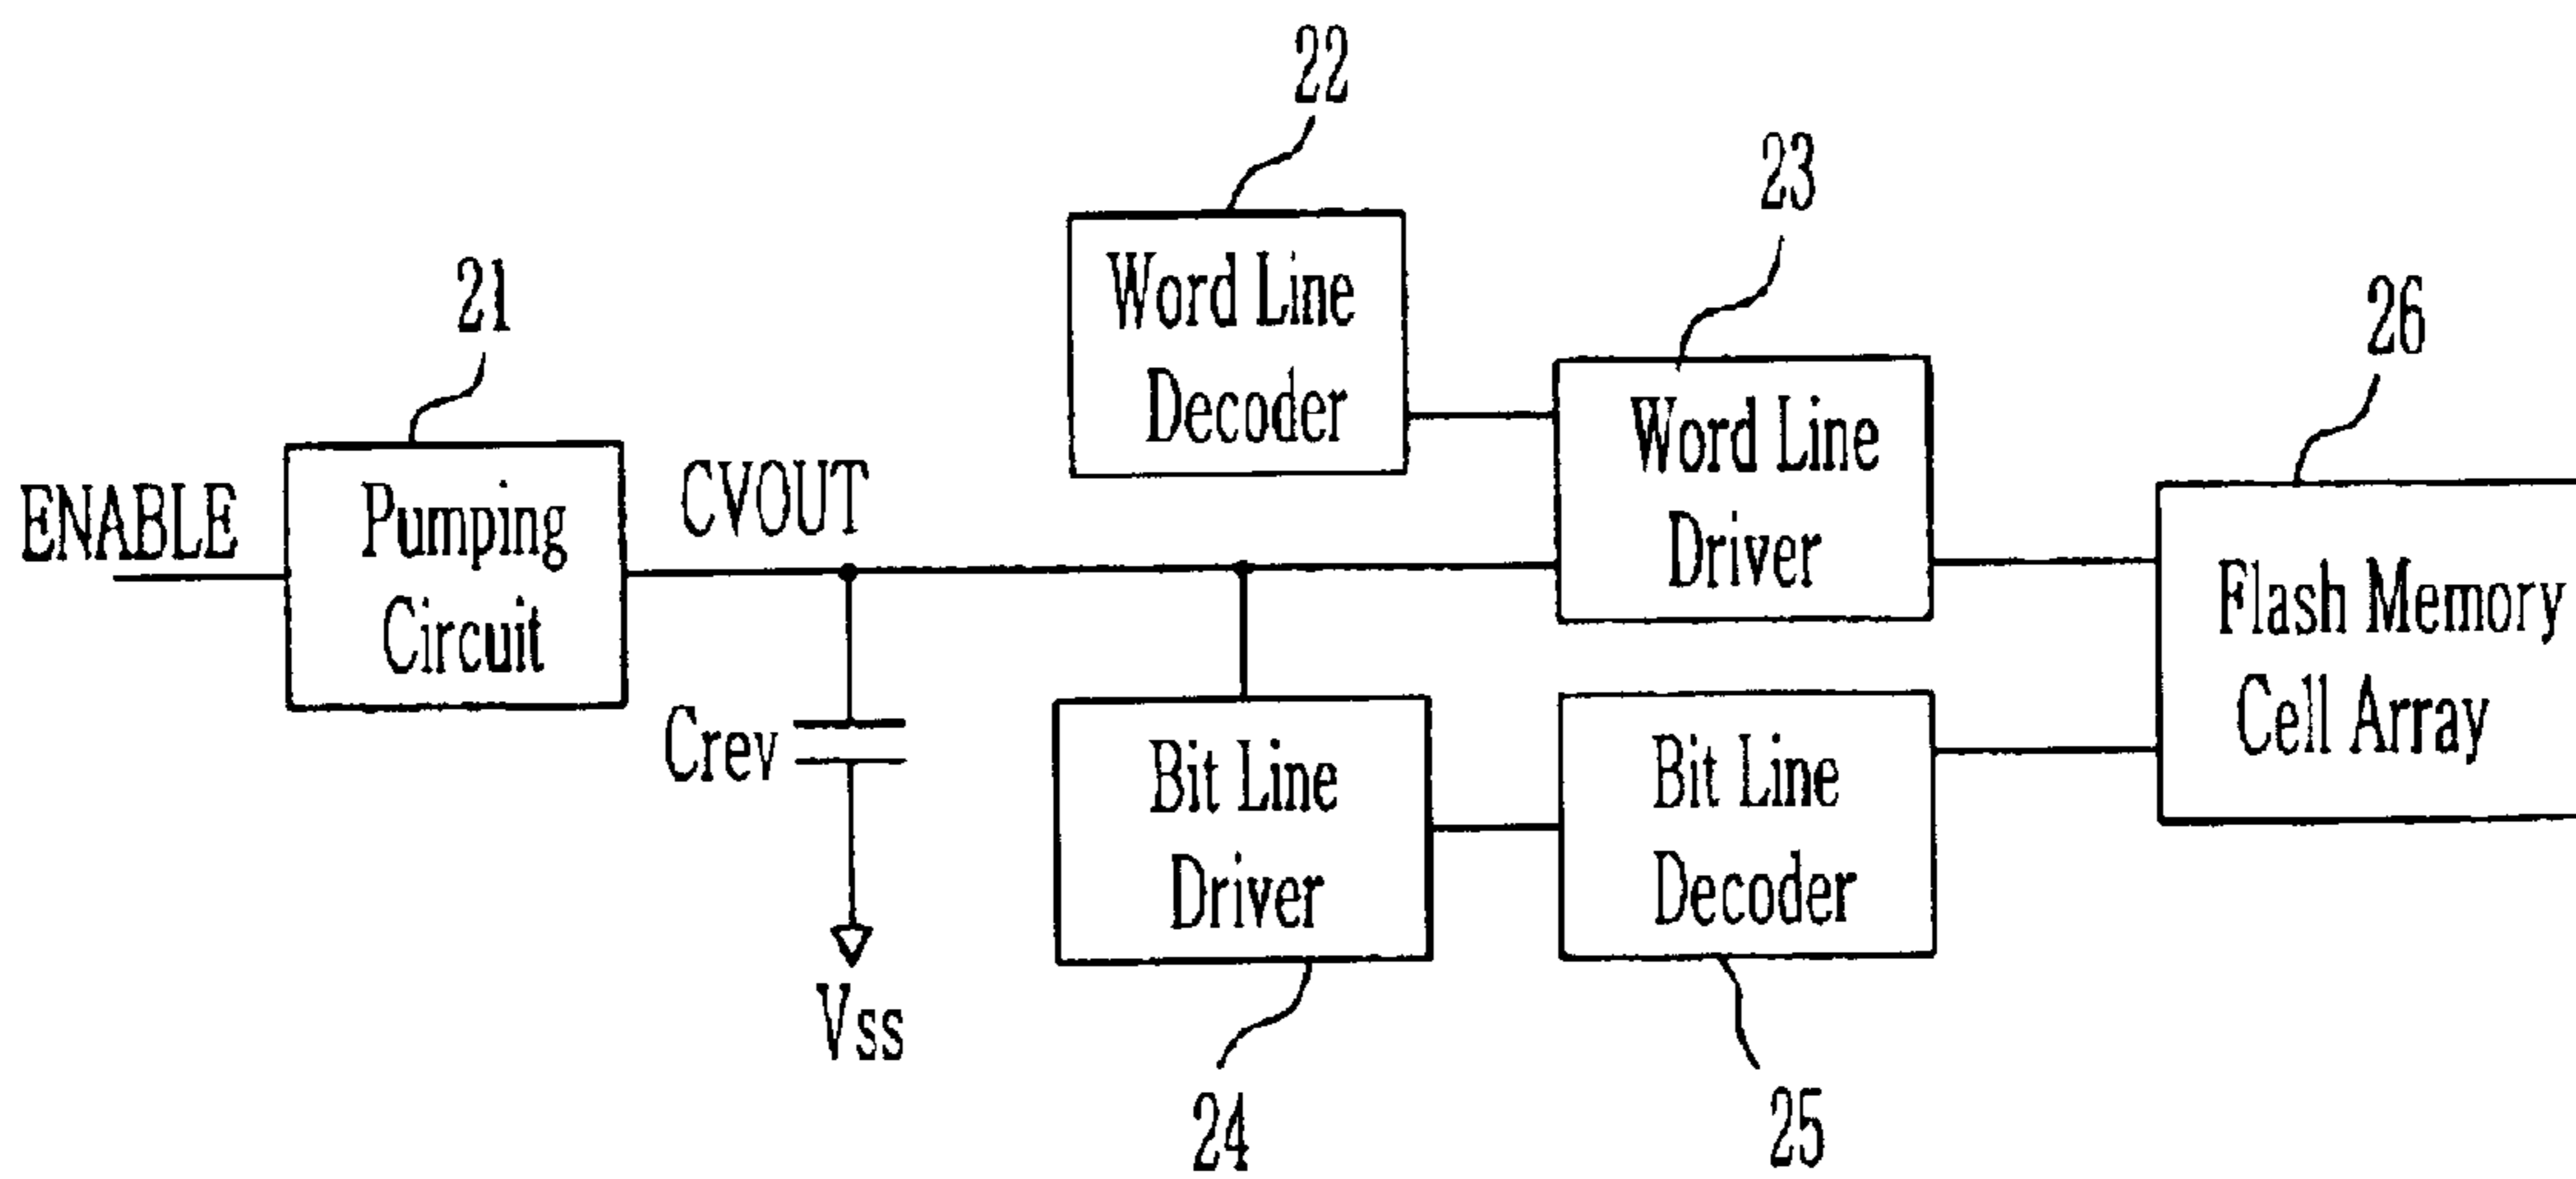 22
Word Line
Decoder
23
Word Line
Driver
21
ENABLE
Pumping
Circuit
CVOUT
Crev
Vss
Bit Line
Driver
24
Bit Line
Decoder
25
26
Flash Memory
Cell Array